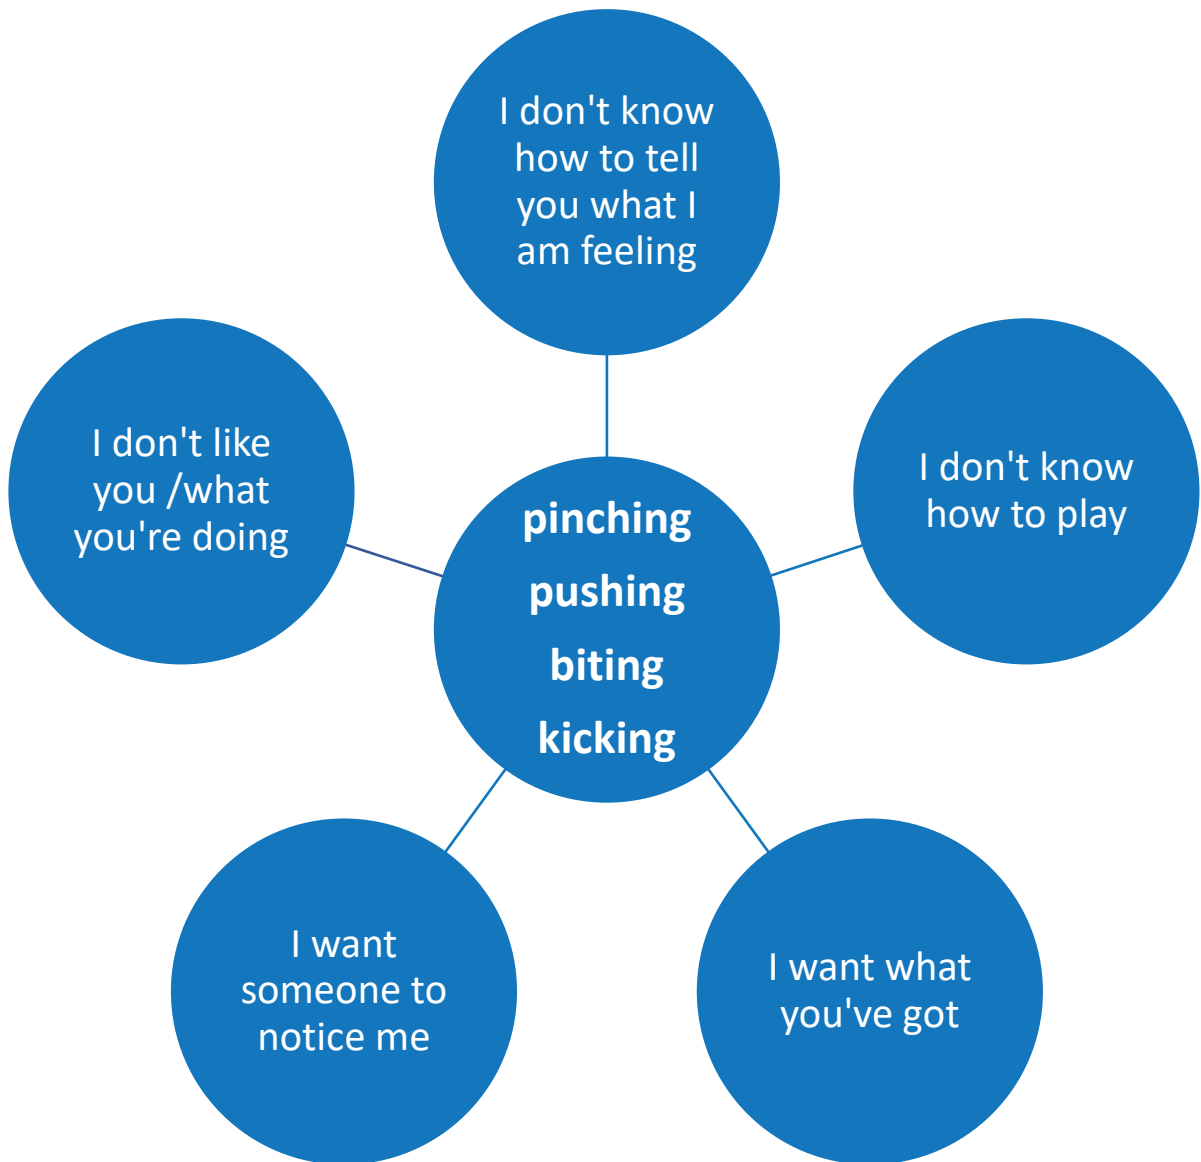 I don't know
how to tell
you what I
am feeling
I don't like
you /what
you're doing
I don't know
how to play
pinching
pushing
biting
kicking
I want
someone to
notice me
I want what
you've got